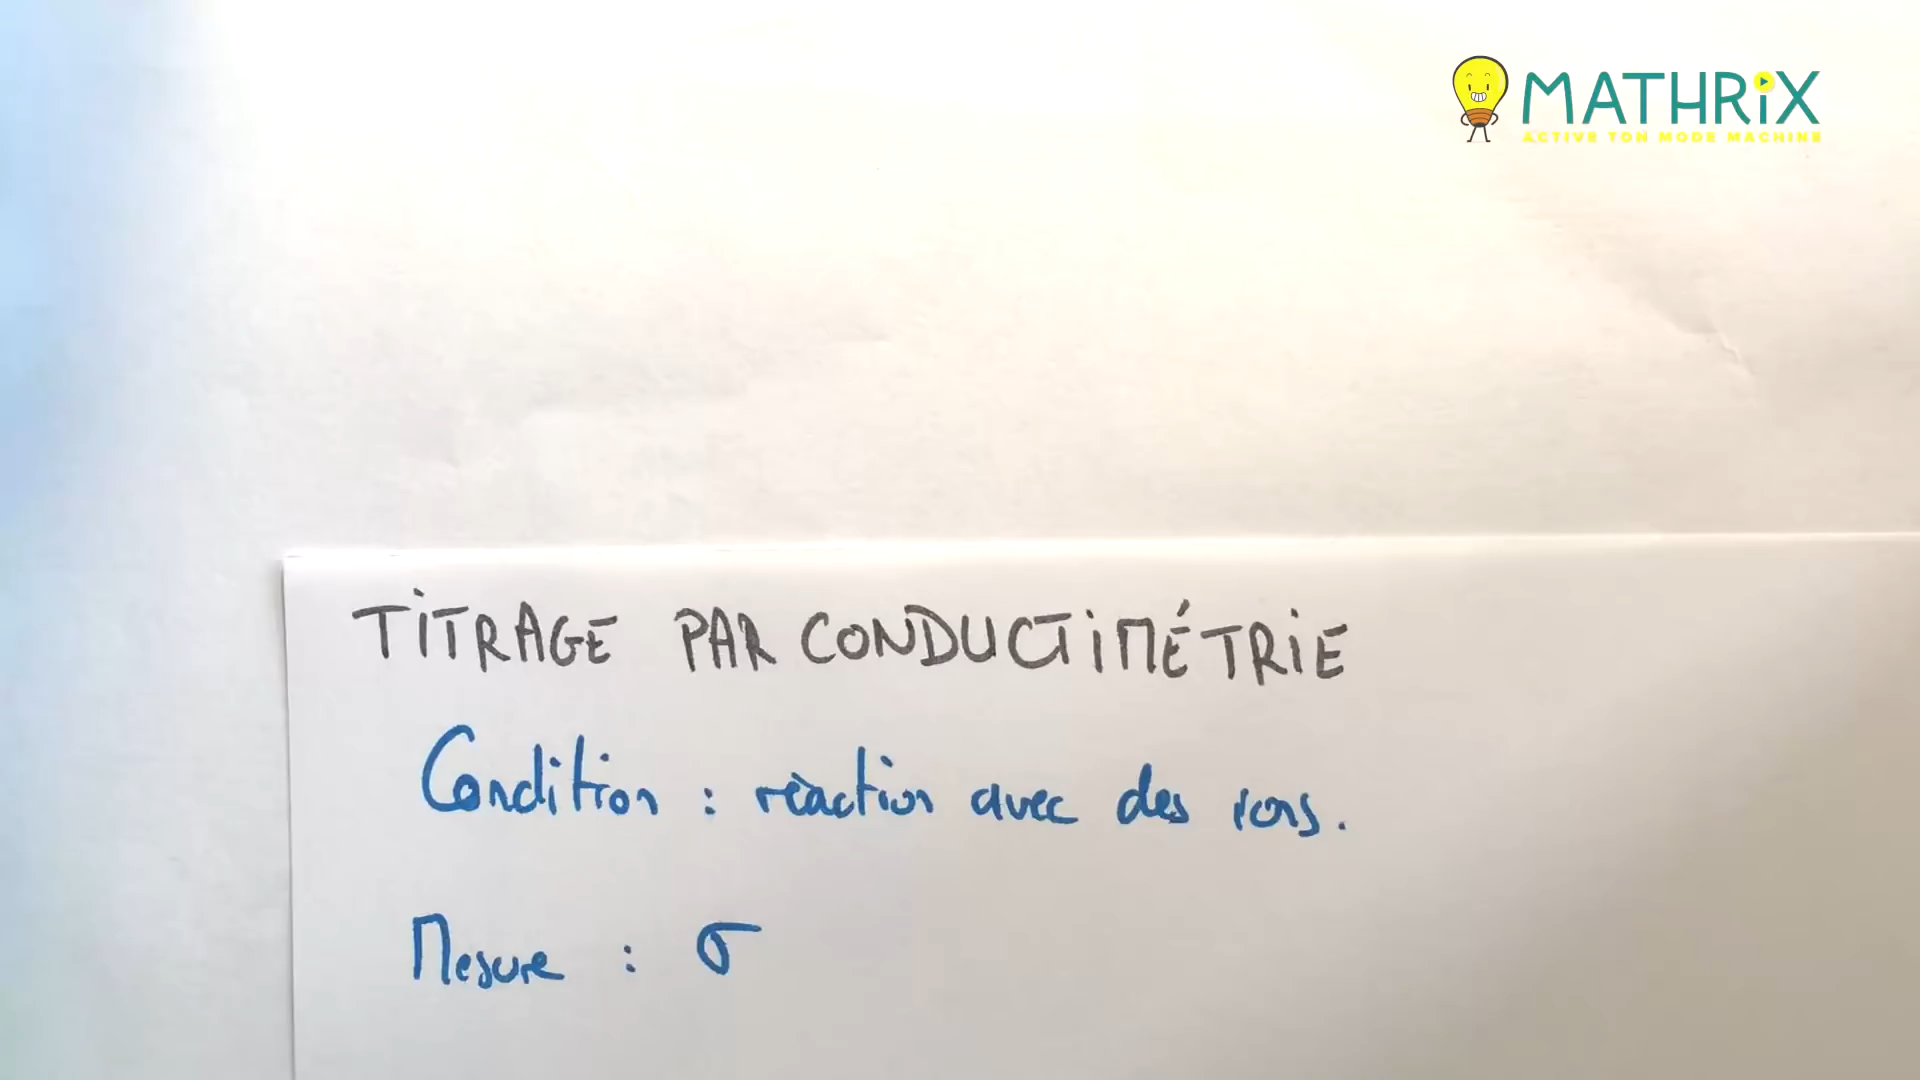 MATHRiX
ACTIVE TON MODE MACHINE
TiTRAGE PAR CONDUCTiMÉTRiE
Condition : réaction avec des ions.
Mesure : σ